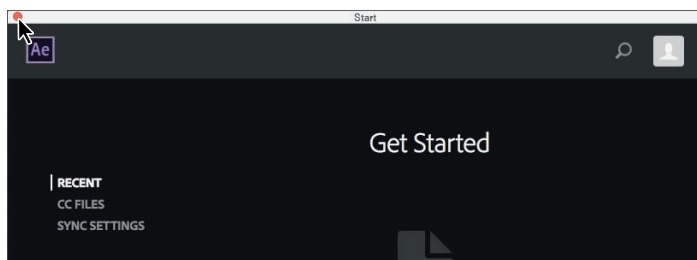 Start
Ae
Get Started
RECENT
CC FILES
SYNC SETTINGS